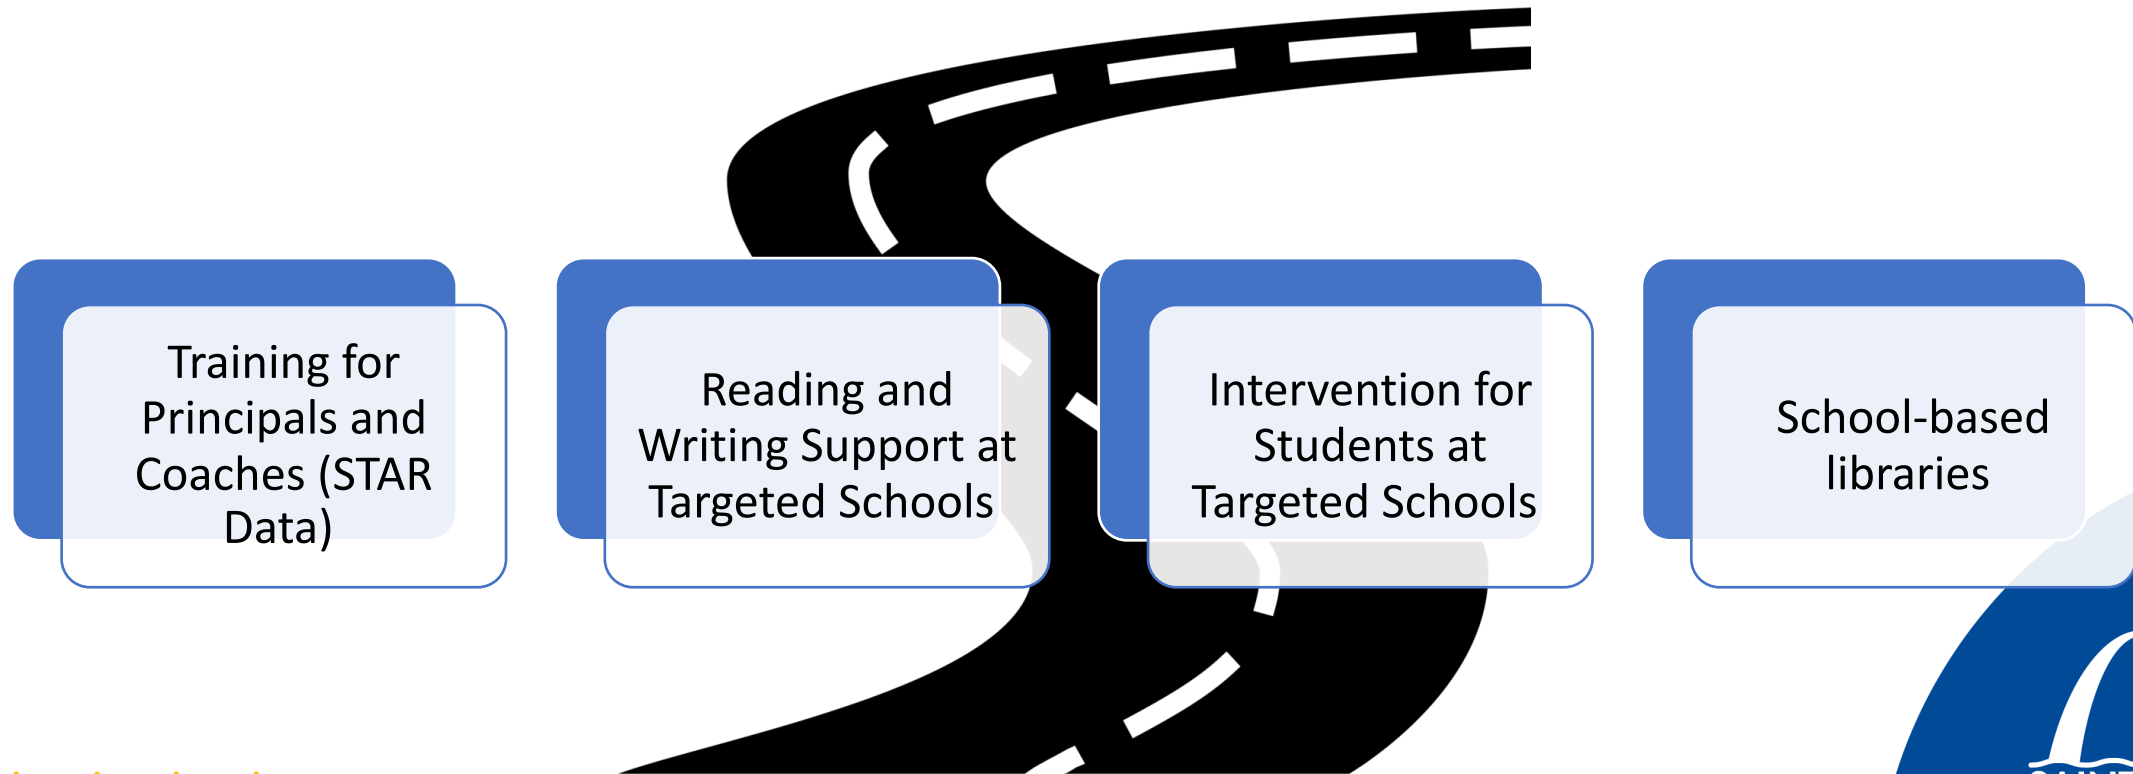 Training for
Principals and
Coaches (STAR
Data)
Reading and
Writing Support at
Targeted Schools
Intervention for
Students at
Targeted Schools
School-based
libraries